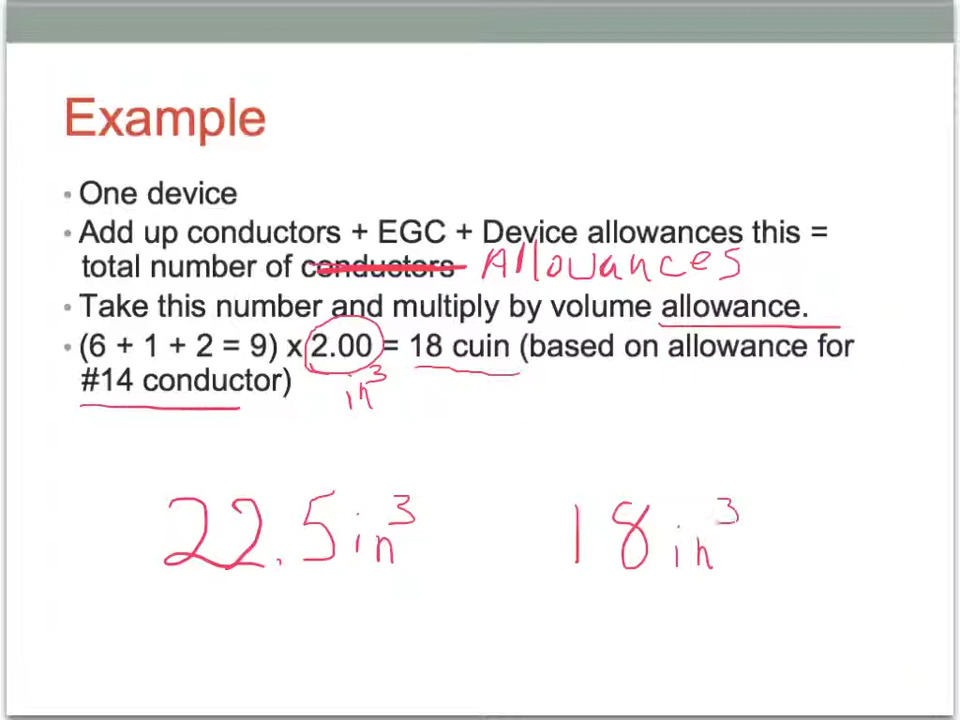 Example
• One device
• Add up conductors + EGC + Device allowances this =
total number of conductors Allowances
• Take this number and multiply by volume allowance.
• (6 + 1 + 2 = 9) x 2.00 = 18 cuin (based on allowance for
#14 conductor) in³
22.5 in³ 18 in³